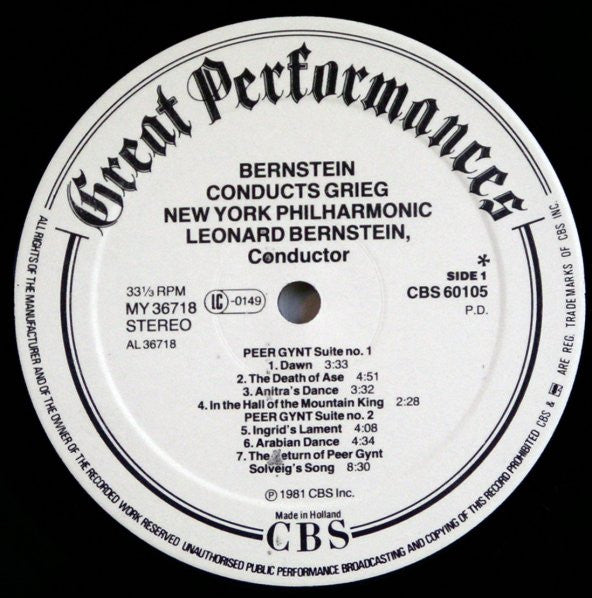 Great Performances
BERNSTEIN
CONDUCTS GRIEG
NEW YORK PHILHARMONIC
LEONARD BERNSTEIN,
Conductor
33⅓ RPM
MY 36718
STEREO
AL 36718
LC -0149
*
SIDE 1
CBS 60105
P.D.
PEER GYNT Suite no. 1
1. Dawn 3:33
2. The Death of Ase 4:51
3. Anitra's Dance 3:32
4. In the Hall of the Mountain King 2:28
PEER GYNT Suite no. 2
5. Ingrid's Lament 4:08
6. Arabian Dance 4:34
7. The Return of Peer Gynt
Solveig's Song 8:30
℗ 1981 CBS Inc.
Made in Holland
CBS
ALL RIGHTS OF THE MANUFACTURER AND OF THE OWNER OF THE RECORDED WORK RESERVED UNAUTHORISED PUBLIC PERFORMANCE BROADCASTING AND COPYING OF THIS RECORD PROHIBITED CBS & ARE REG. TRADEMARKS OF CBS INC.